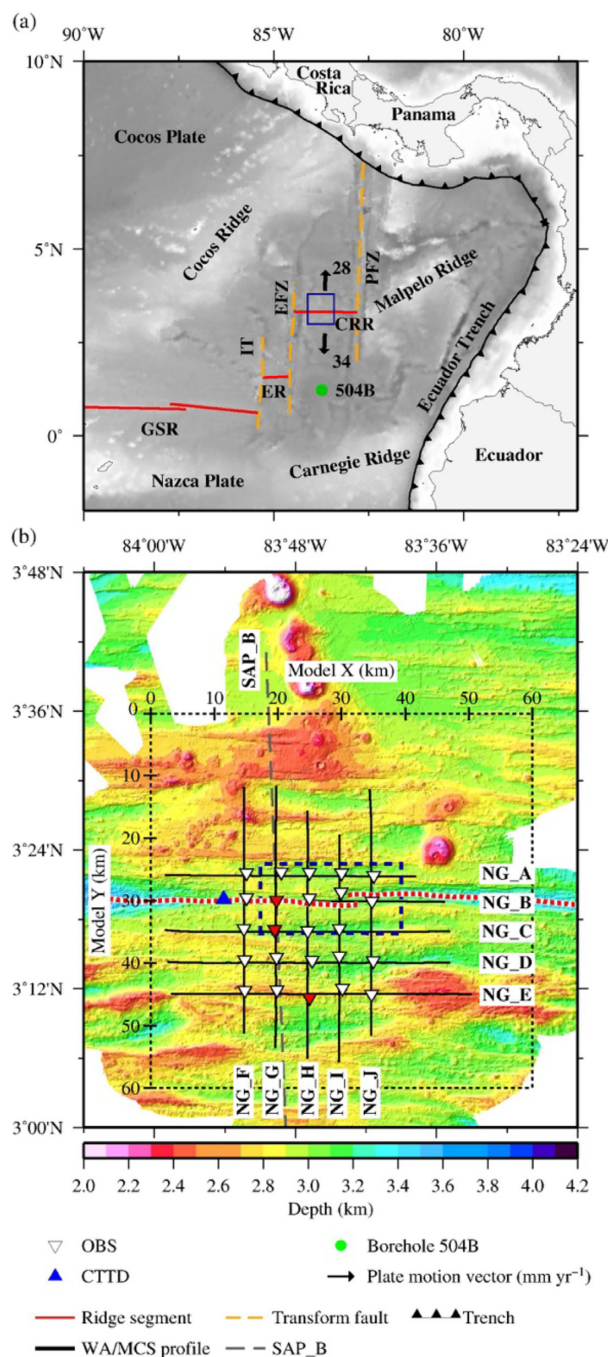 (a)
90°W 85°W 80°W
10°N
Costa
Rica
Panama
Cocos Plate
Cocos Ridge
5°N
28
PFZ
EFZ
Malpelo Ridge
CRR
IT
34
Ecuador Trench
ER
504B
0°
GSR
Ecuador
Carnegie Ridge
Nazca Plate
(b)
84°00'W 83°48'W 83°36'W 83°24'W
3°48'N
SAP_B
Model X (km)
0 10 20 30 40 50 60
3°36'N
0
10
20
3°24'N
NG_A
Model Y (km)
30
NG_B
NG_C
40
NG_D
3°12'N
NG_E
50
NG_F NG_G NG_H NG_I NG_J
60
3°00'N
2.0 2.2 2.4 2.6 2.8 3.0 3.2 3.4 3.6 3.8 4.0 4.2
Depth (km)
OBS Borehole 504B
CTTD Plate motion vector (mm yr⁻¹)
Ridge segment Transform fault Trench
WA/MCS profile SAP_B